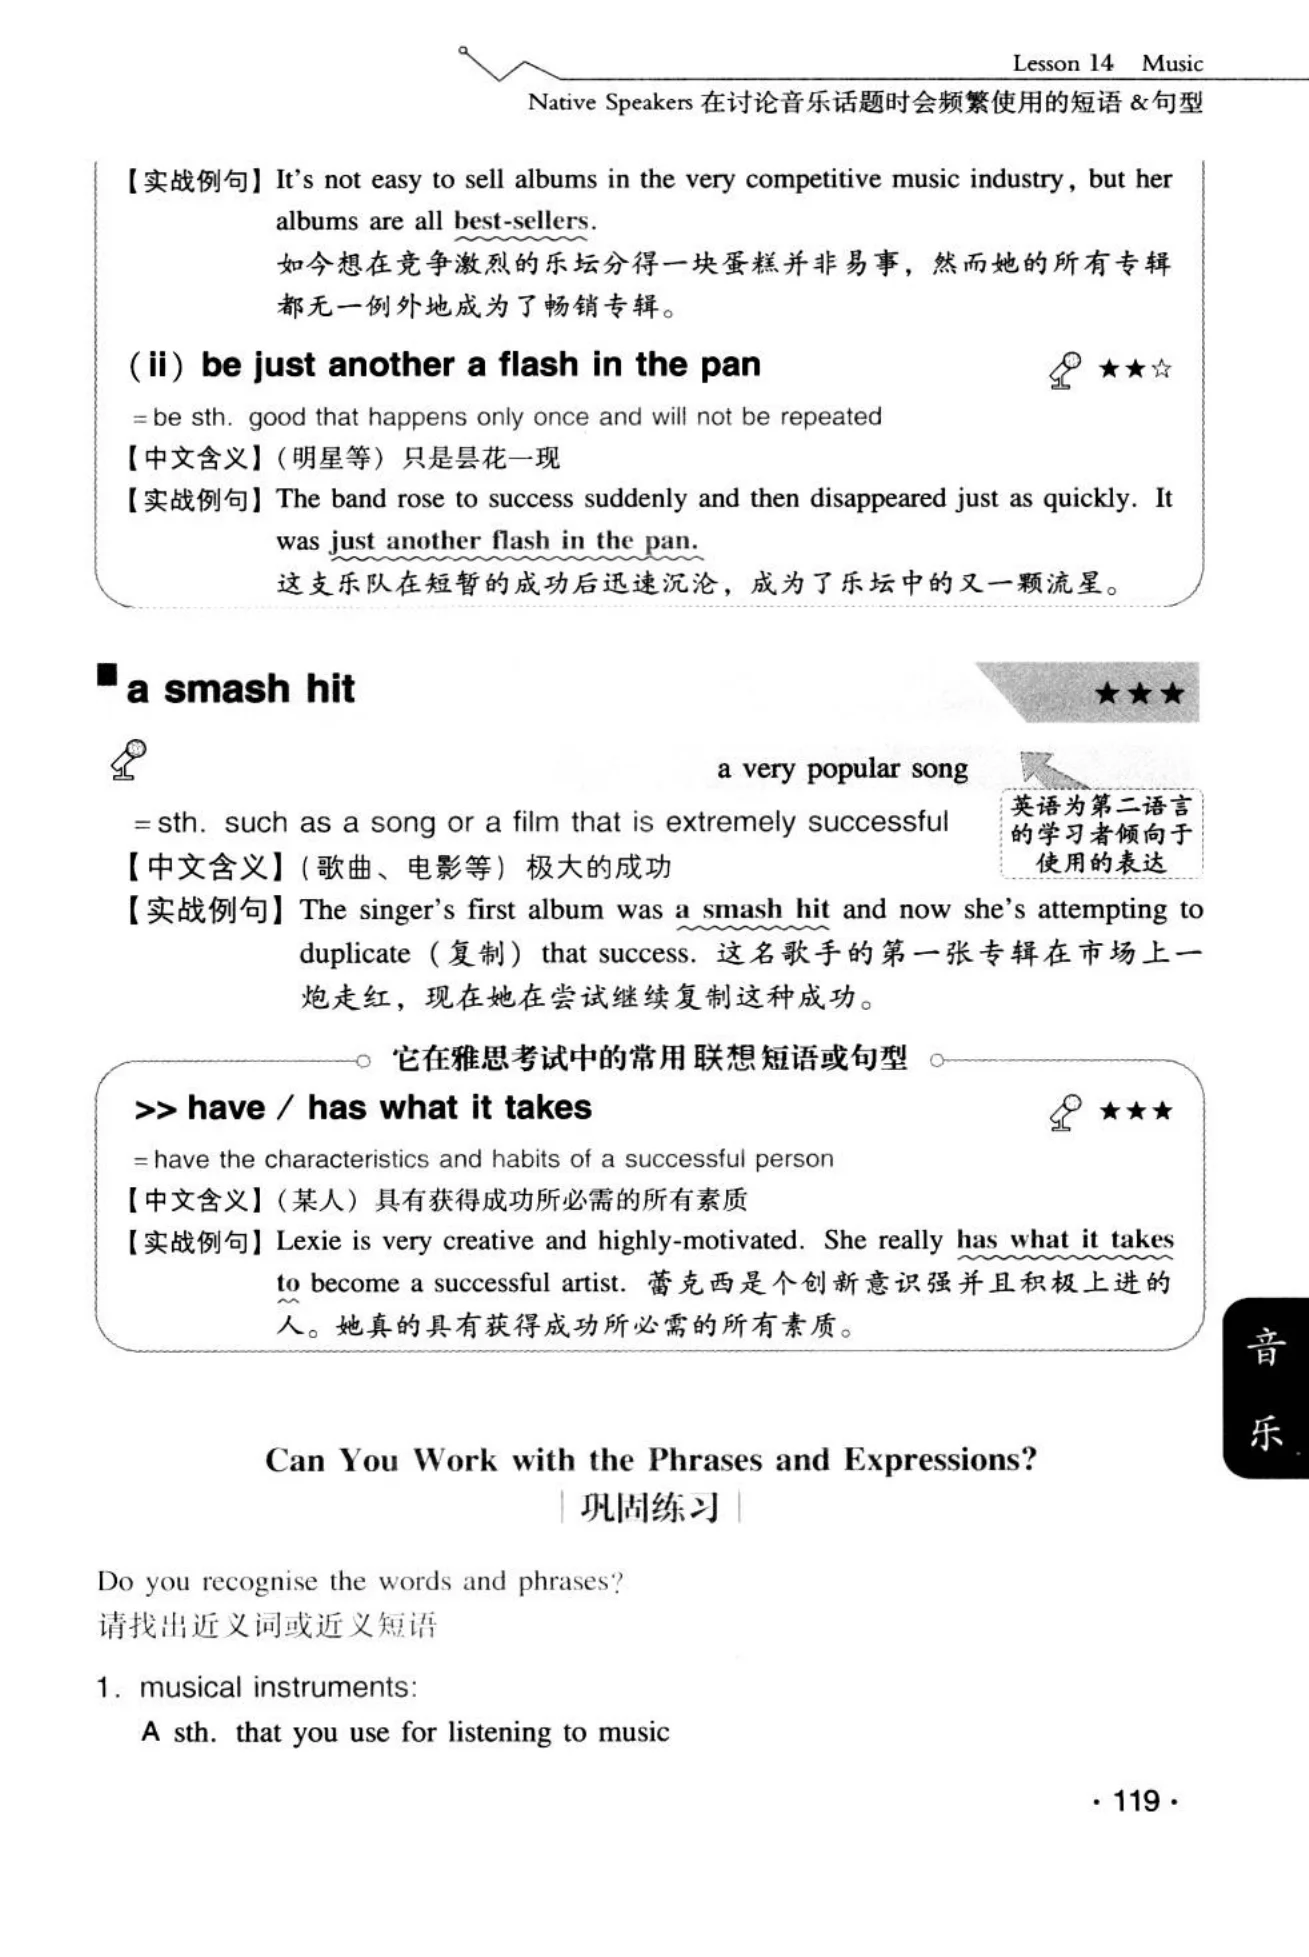 Lesson 14 Music
Native Speakers 在讨论音乐话题时会频繁使用的短语 &句型
【实战例句】It's not easy to sell albums in the very competitive music industry, but her
albums are all best-sellers.
如今想在竞争激烈的乐坛分得一块蛋糕并非易事，然而她的所有专辑
都无一例外地成为了畅销专辑。
(ii) be just another a flash in the pan ★★☆
=be sth. good that happens only once and will not be repeated
【中文含义】（明星等）只是昙花一现
【实战例句】The band rose to success suddenly and then disappeared just as quickly. It
was just another flash in the pan.
这支乐队在短暂的成功后迅速沉沦，成为了乐坛中的又一颗流星。
■ a smash hit ★★★
a very popular song
英语为第二语言
的学习者倾向于
使用的表达
=sth. such as a song or a film that is extremely successful
【中文含义】（歌曲、电影等）极大的成功
【实战例句】The singer's first album was a smash hit and now she's attempting to
duplicate（复制）that success. 这名歌手的第一张专辑在市场上一
炮走红，现在她在尝试继续复制这种成功。
它在雅思考试中的常用联想短语或句型
>> have / has what it takes ★★★
=have the characteristics and habits of a successful person
【中文含义】（某人）具有获得成功所必需的所有素质
【实战例句】Lexie is very creative and highly-motivated. She really has what it takes
to become a successful artist. 蕾克西是个创新意识强并且积极上进的
人。她真的具有获得成功所必需的所有素质。
音
乐
Can You Work with the Phrases and Expressions?
| 巩固练习 |
Do you recognise the words and phrases?
请找出近义词或近义短语
1. musical instruments:
A sth. that you use for listening to music
· 119 ·